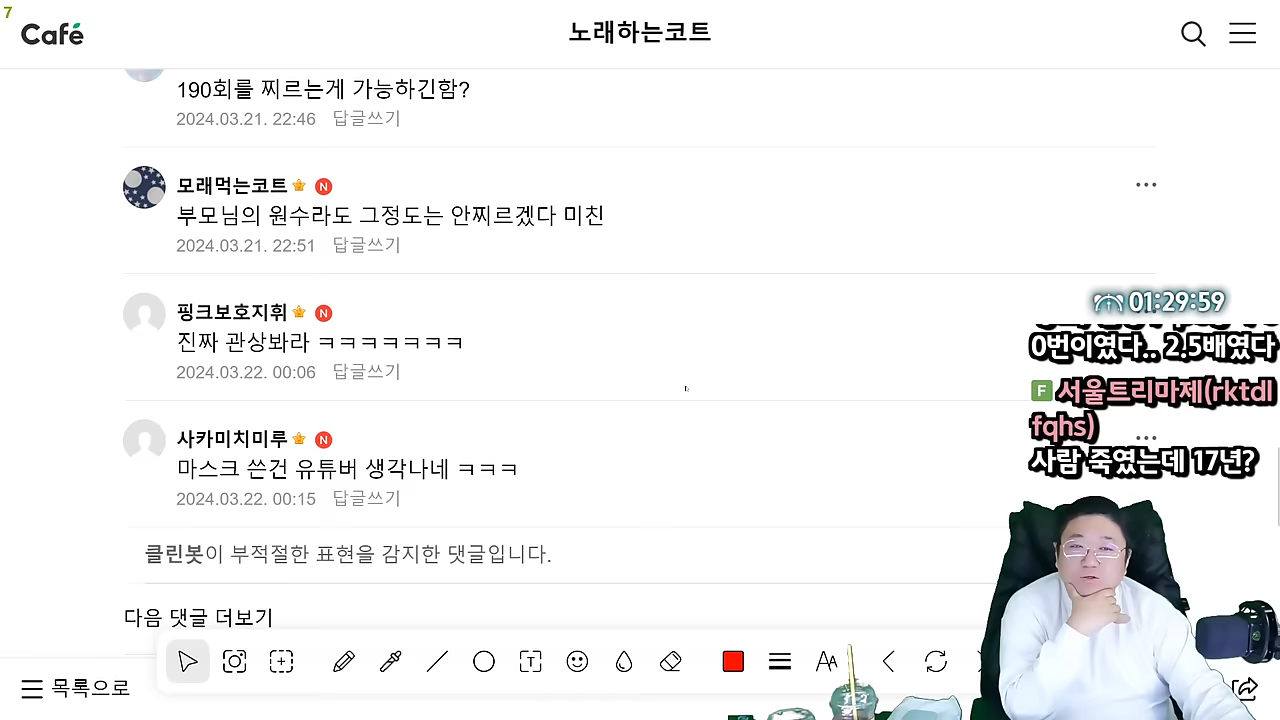 7
Café
노래하는코트
190회를 찌르는게 가능하긴함?
2024.03.21. 22:46 답글쓰기
모래먹는코트 N
부모님의 원수라도 그정도는 안찌르겠다 미친
2024.03.21. 22:51 답글쓰기
핑크보호지휘 N
진짜 관상봐라 ㅋㅋㅋㅋㅋㅋㅋ
2024.03.22. 00:06 답글쓰기
01:29:59
0번이였다.. 2.5배였다
F 서울트리마제(rktdl
fqhs)
사람 죽였는데 17년?
사카미치미루 N
마스크 쓴건 유튜버 생각나네 ㅋㅋㅋ
2024.03.22. 00:15 답글쓰기
클린봇이 부적절한 표현을 감지한 댓글입니다.
다음 댓글 더보기
T
AA
목록으로